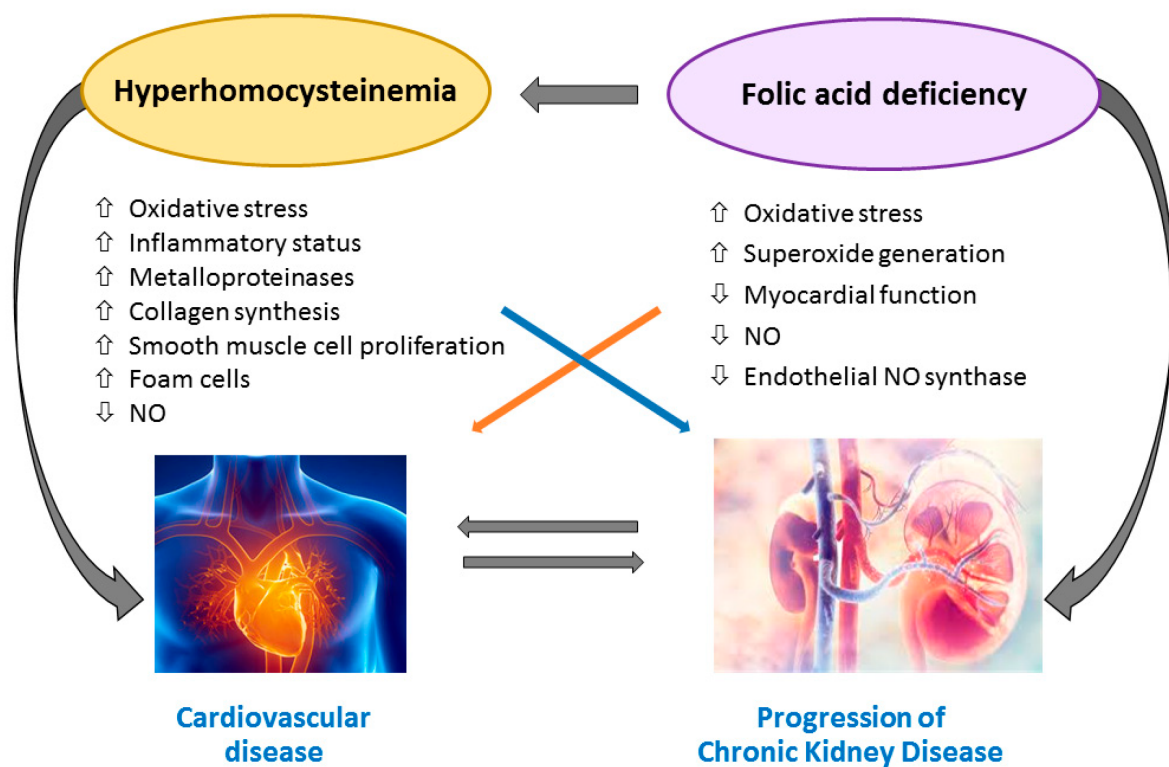 Hyperhomocysteinemia
Folic acid deficiency
⇧ Oxidative stress
⇧ Inflammatory status
⇧ Metalloproteinases
⇧ Collagen synthesis
⇧ Smooth muscle cell proliferation
⇧ Foam cells
⇩ NO
⇧ Oxidative stress
⇧ Superoxide generation
⇩ Myocardial function
⇩ NO
⇩ Endothelial NO synthase
Cardiovascular
disease
Progression of
Chronic Kidney Disease